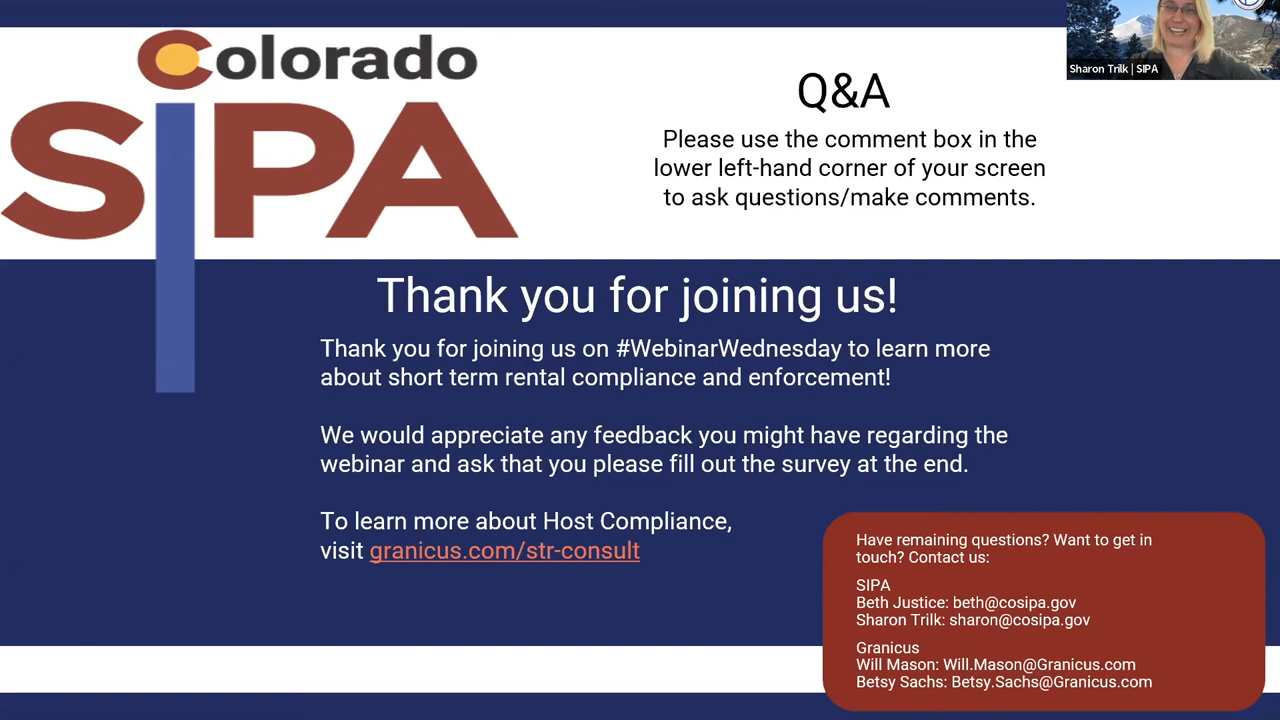 Colorado
SIPA
Sharon Trilk | SIPA
Q&A
Please use the comment box in the
lower left-hand corner of your screen
to ask questions/make comments.
Thank you for joining us!
Thank you for joining us on #WebinarWednesday to learn more
about short term rental compliance and enforcement!
We would appreciate any feedback you might have regarding the
webinar and ask that you please fill out the survey at the end.
To learn more about Host Compliance,
visit granicus.com/str-consult
Have remaining questions? Want to get in
touch? Contact us:
SIPA
Beth Justice: beth@cosipa.gov
Sharon Trilk: sharon@cosipa.gov
Granicus
Will Mason: Will.Mason@Granicus.com
Betsy Sachs: Betsy.Sachs@Granicus.com